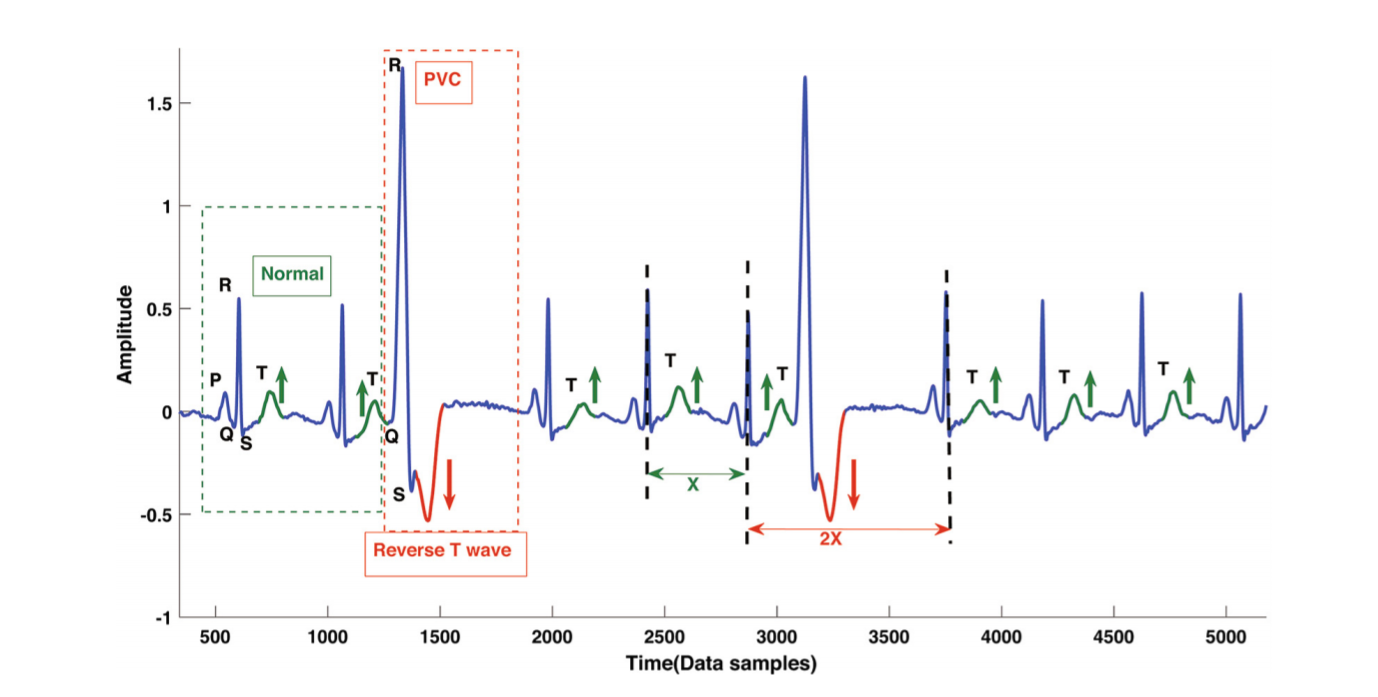 R
PVC
1.5
1
R
Normal
0.5
Amplitude
P
T
T
T
T
T
T
T
T
0
Q
S
Q
S
X
-0.5
2X
Reverse T wave
-1
500 1000 1500 2000 2500 3000 3500 4000 4500 5000
Time(Data samples)